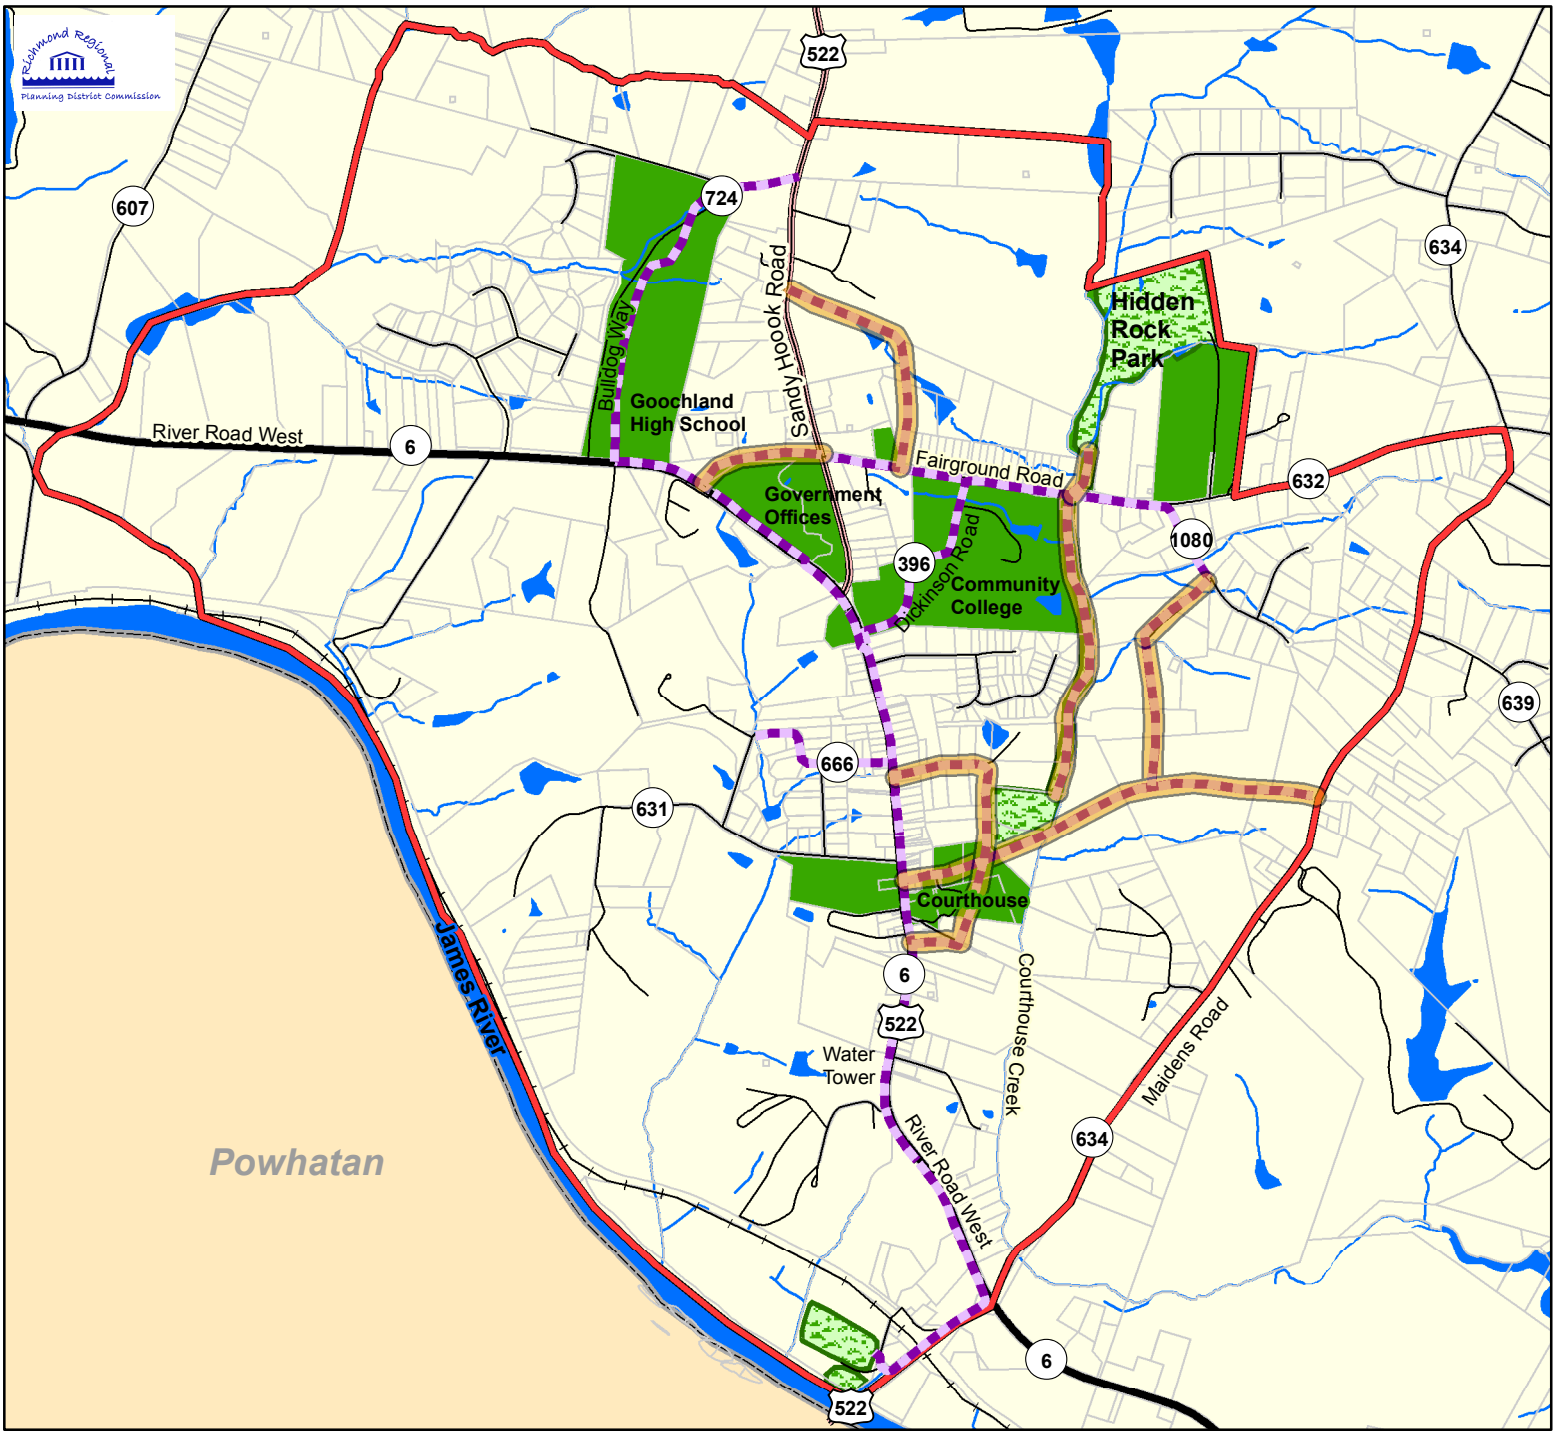 Richmond Regional
Planning District Commission
522
607
724
634
Sandy Hoook Road
Hidden
Rock
Park
Bulldog Way
Goochland
High School
River Road West
6
Fairground Road
632
Government
Offices
1080
396
Dickinson Road
Community
College
639
666
631
Courthouse
James River
6
522
Courthouse Creek
Water
Tower
Maidens Road
River Road West
634
Powhatan
6
522